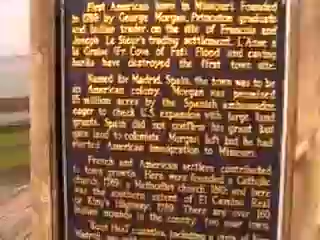 First American town in Missouri. Founded
in 1789 by George Morgan, Princeton graduate
and Indian trader, on the site of Francois and
Joseph Le Sieur's trading settlement, L'Anse a
la Graise (Fr. Cove of Fat). Flood and caving
banks have destroyed the first town site.
Named for Madrid, Spain, the town was to be
an American colony. Morgan was promised
15 million acres by the Spanish ambassador,
eager to check U.S. expansion with large land
grants. Spain did not confirm his grant but
gave land to colonists. Morgan left but he had
started American immigration to Missouri.
French and American settlers contributed
to town growth. Here were founded a Catholic
church, 1789; a Methodist church, 1810; and here
was the southern extent of El Camino Real
or King's Highway, 1789. There are over 160
mounds in the county, two near town.